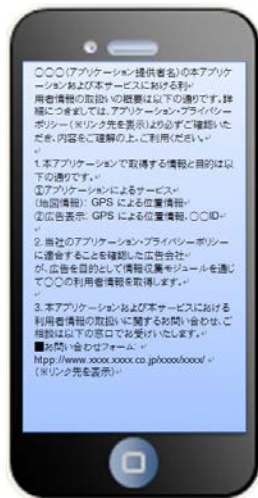 ○○○(アプリケーション提供者名)の本アプリケ
ーションおよび本サービスにおける利
用者情報の取扱いの概要は以下の通りです。詳
細につきましては、アプリケーション・プライバシー
ポリシー(※リンク先を表示)より必ずご確認いた
だき、内容をご理解の上、ご利用ください。↵
↵
1.本アプリケーションで取得する情報と目的は以
下の通りです。↵
①アプリケーションによるサービス↵
(地図情報): GPS による位置情報↵
②広告表示: GPS による位置情報、○○ID↵
↵
2.当社のアプリケーション・プライバシーポリシー
に適合することを確認した広告会社
が、広告を目的として情報収集モジュールを通じ
て○○の利用者情報を取得します。↵
↵
3.本アプリケーションおよび本サービスにおける
利用者情報の取扱いに関するお問い合わせ、ご
相談は以下の窓口でお受けいたします。↵
■お問い合わせフォーム: ↵
htpp://www.xxxx.xxxx.co.jp/xxxx/xxxx/ ↵
(※リンク先を表示)↵